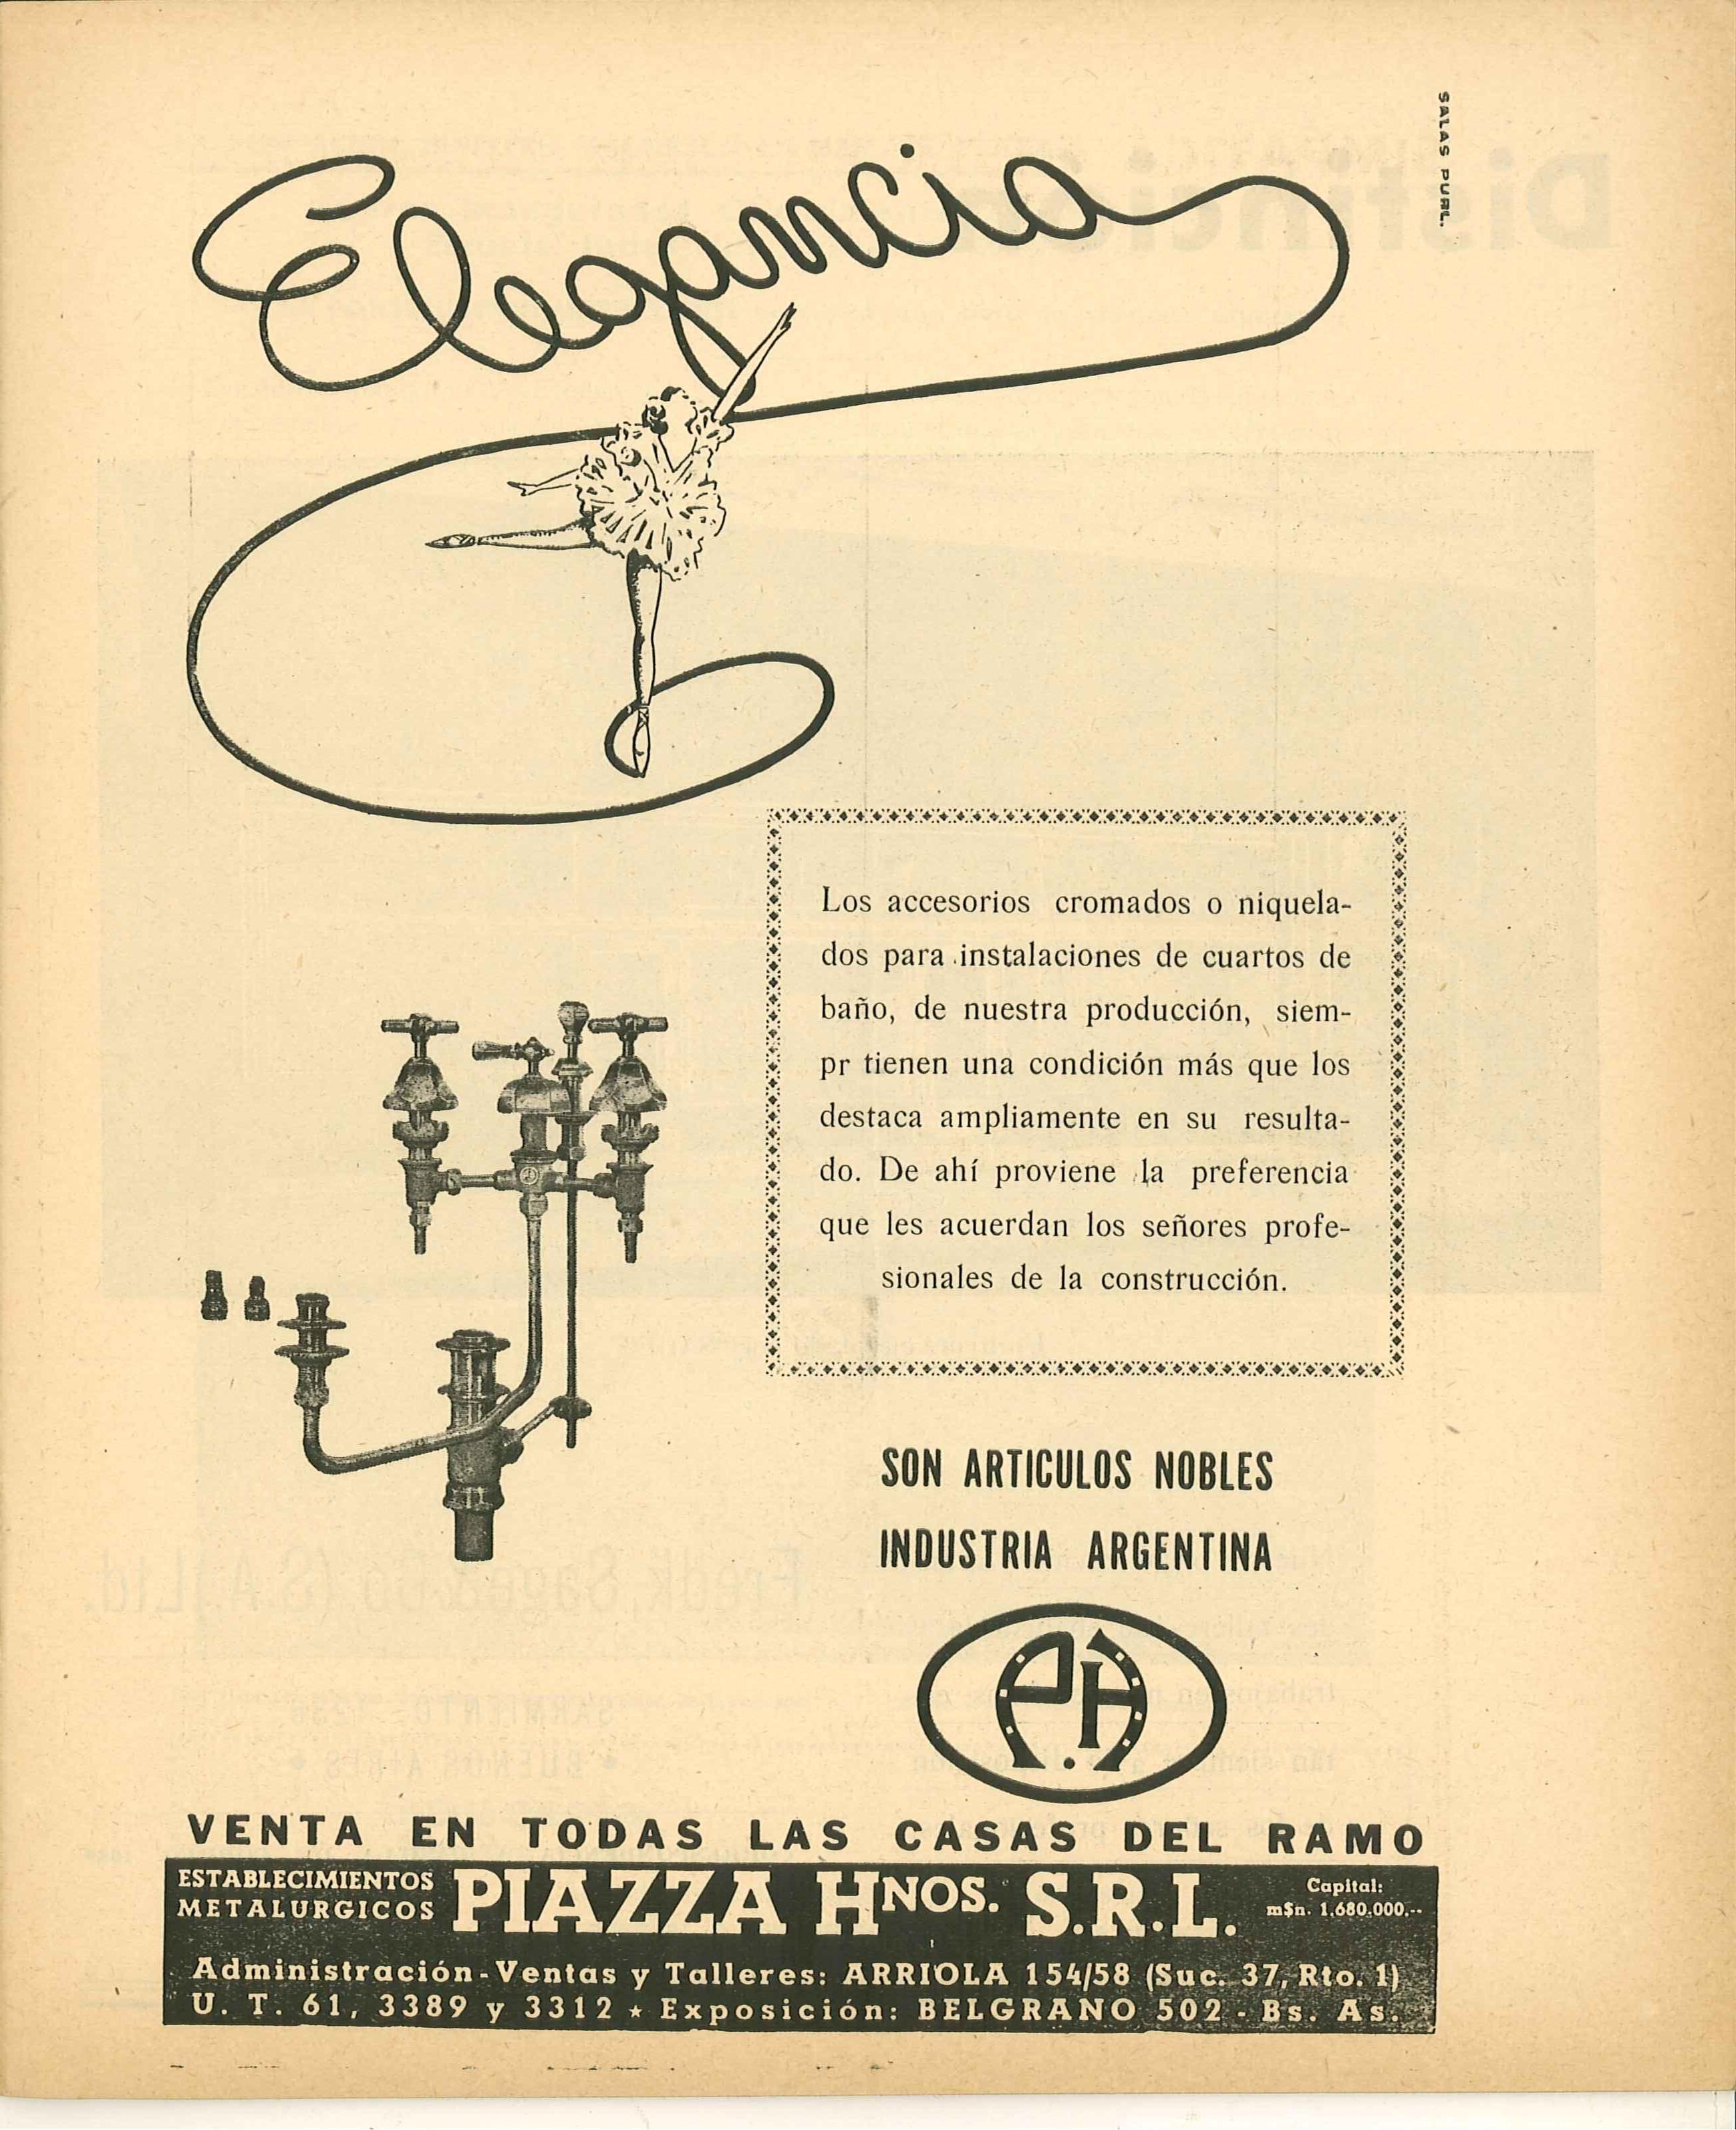 SALAS PUBL.
Elegancia
Los accesorios cromados o niquela-
dos para instalaciones de cuartos de
baño, de nuestra producción, siem-
pr tienen una condición más que los
destaca ampliamente en su resulta-
do. De ahí proviene la preferencia
que les acuerdan los señores profe-
sionales de la construcción.
SON ARTICULOS NOBLES
INDUSTRIA ARGENTINA
P.H
VENTA EN TODAS LAS CASAS DEL RAMO
ESTABLECIMIENTOS
METALURGICOS
PIAZZA HNOS. S.R.L.
Capital:
m$n. 1.680.000.--
Administración-Ventas y Talleres: ARRIOLA 154/58 (Suc. 37, Rto. 1)
U. T. 61, 3389 y 3312 ★ Exposición: BELGRANO 502 - Bs. As.